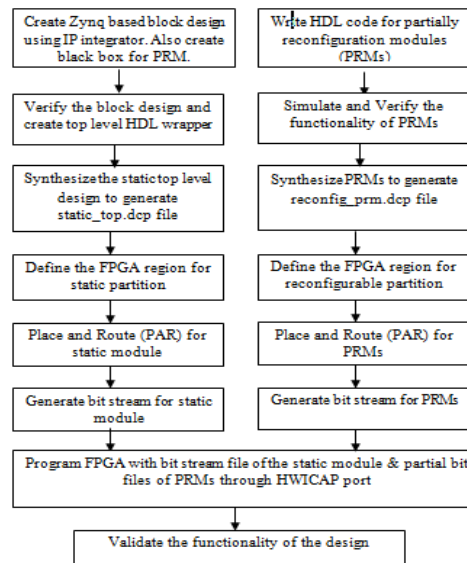 Create Zynq based block design
using IP integrator. Also create
black box for PRM.
Write HDL code for partially
reconfiguration modules
(PRMs)
Verify the block design and
create top level HDL wrapper
Simulate and Verify the
functionality of PRMs
Synthesize the static top level
design to generate
static_top.dcp file
Synthesize PRMs to generate
reconfig_prm.dcp file
Define the FPGA region for
static partition
Define the FPGA region for
reconfigurable partition
Place and Route (PAR) for
static module
Place and Route (PAR) for
PRMs
Generate bit stream for static
module
Generate bit stream for PRMs
Program FPGA with bit stream file of the static module & partial bit
files of PRMs through HWICAP port
Validate the functionality of the design